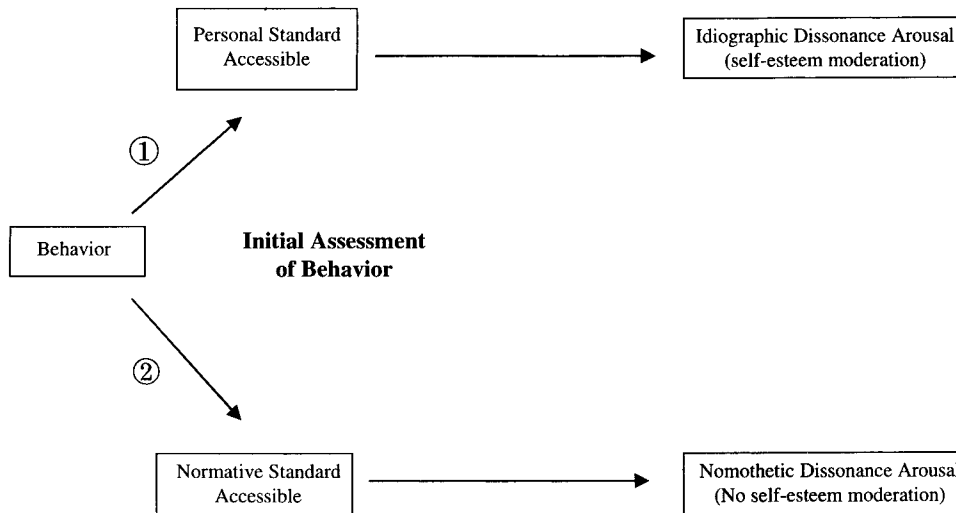 Personal Standard
Accessible
Idiographic Dissonance Arousal
(self-esteem moderation)
①
Behavior
Initial Assessment
of Behavior
②
Normative Standard
Accessible
Nomothetic Dissonance Arousal
(No self-esteem moderation)